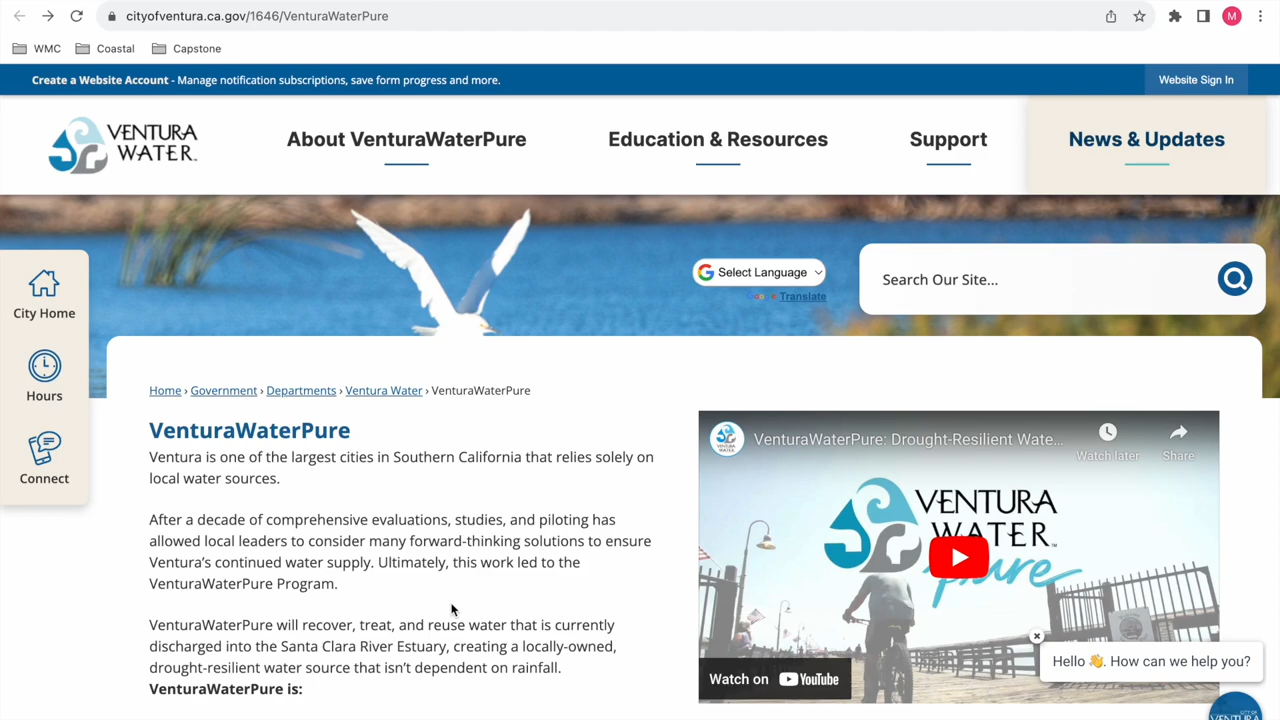 cityofventura.ca.gov/1646/VenturaWaterPure
M
WMC
Coastal
Capstone
Create a Website Account - Manage notification subscriptions, save form progress and more.
Website Sign In
VENTURA
WATER™
About VenturaWaterPure
Education & Resources
Support
News & Updates
Select Language
Google Translate
Search Our Site...
City Home
Hours
Connect
Home › Government › Departments › Ventura Water › VenturaWaterPure
VenturaWaterPure
Ventura is one of the largest cities in Southern California that relies solely on
local water sources.
After a decade of comprehensive evaluations, studies, and piloting has
allowed local leaders to consider many forward-thinking solutions to ensure
Ventura’s continued water supply. Ultimately, this work led to the
VenturaWaterPure Program.
VenturaWaterPure will recover, treat, and reuse water that is currently
discharged into the Santa Clara River Estuary, creating a locally-owned,
drought-resilient water source that isn’t dependent on rainfall.
VenturaWaterPure is:
VenturaWaterPure: Drought-Resilient Wate...
Watch later
Share
VENTURA
WATER™
pure
Watch on YouTube
Hello 👋. How can we help you?
CITY OF
VENTURA